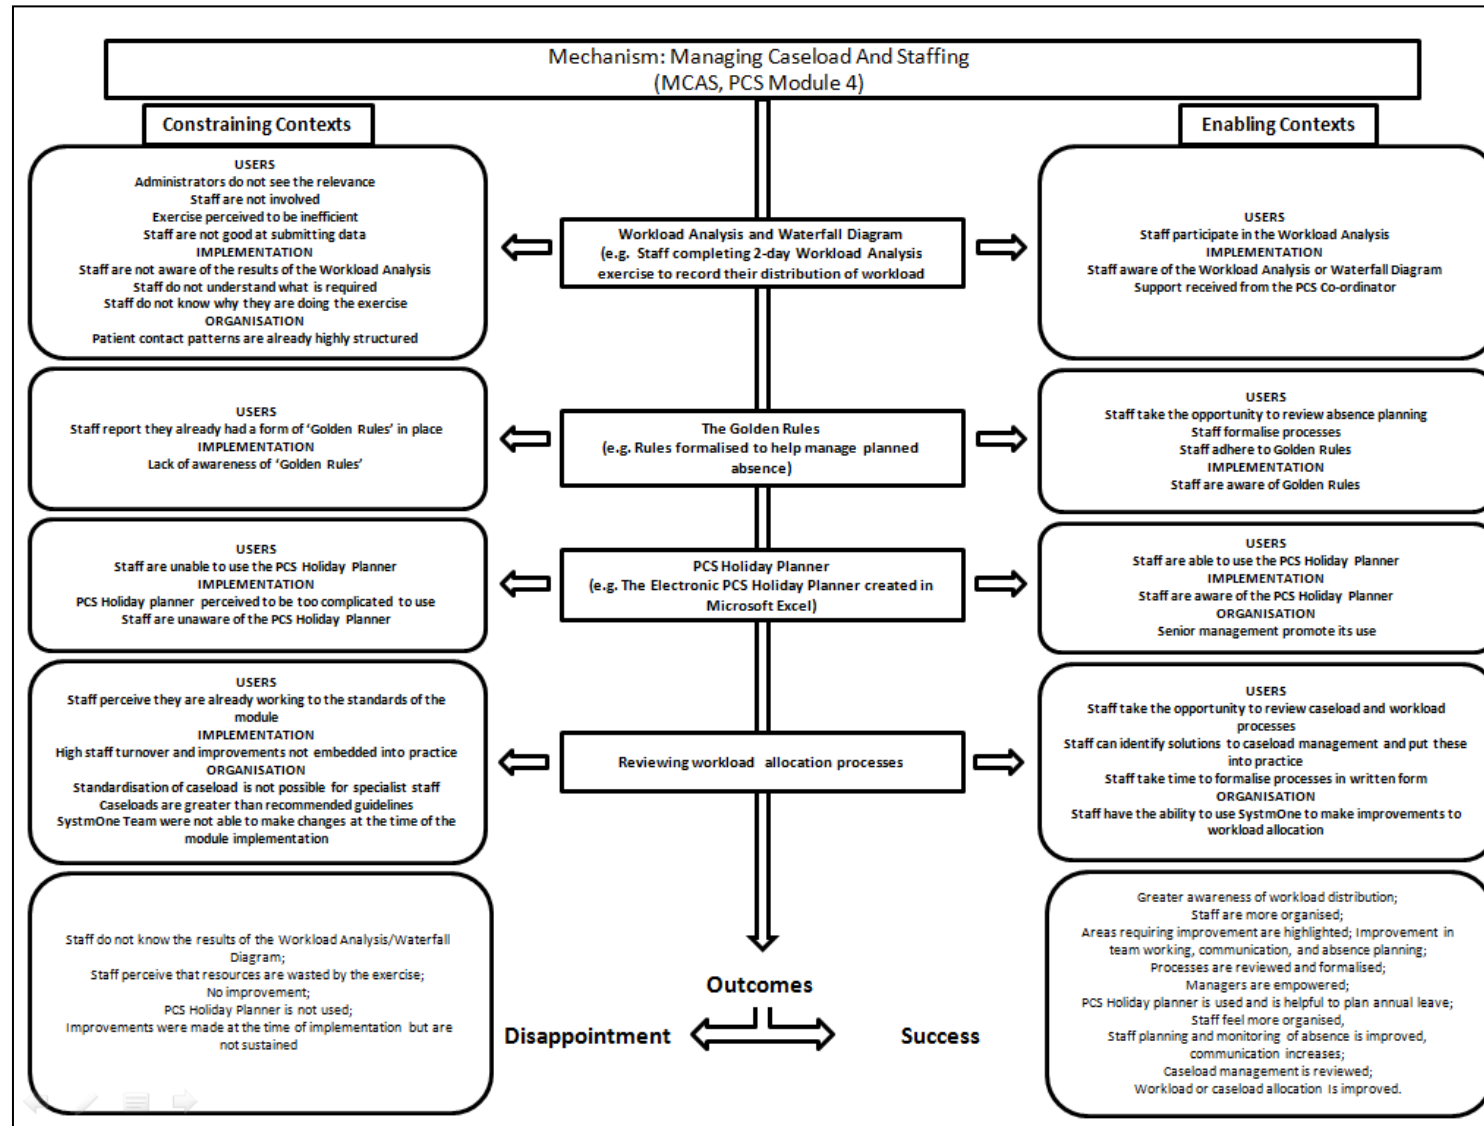 Mechanism: Managing Caseload And Staffing
(MCAS, PCS Module 4)
Constraining Contexts
Enabling Contexts
USERS
Administrators do not see the relevance
Staff are not involved
Exercise perceived to be inefficient
Staff are not good at submitting data
IMPLEMENTATION
Staff are not aware of the results of the Workload Analysis
Staff do not understand what is required
Staff do not know why they are doing the exercise
ORGANISATION
Patient contact patterns are already highly structured
Workload Analysis and Waterfall Diagram
(e.g. Staff completing 2-day Workload Analysis
exercise to record their distribution of workload
USERS
Staff participate in the Workload Analysis
IMPLEMENTATION
Staff aware of the Workload Analysis or Waterfall Diagram
Support received from the PCS Co-ordinator
USERS
Staff report they already had a form of ‘Golden Rules’ in place
IMPLEMENTATION
Lack of awareness of ‘Golden Rules’
The Golden Rules
(e.g. Rules formalised to help manage planned
absence)
USERS
Staff take the opportunity to review absence planning
Staff formalise processes
Staff adhere to Golden Rules
IMPLEMENTATION
Staff are aware of Golden Rules
USERS
Staff are unable to use the PCS Holiday Planner
IMPLEMENTATION
PCS Holiday planner perceived to be too complicated to use
Staff are unaware of the PCS Holiday Planner
PCS Holiday Planner
(e.g. The Electronic PCS Holiday Planner created in
Microsoft Excel)
USERS
Staff are able to use the PCS Holiday Planner
IMPLEMENTATION
Staff are aware of the PCS Holiday Planner
ORGANISATION
Senior management promote its use
USERS
Staff perceive they are already working to the standards of the
module
IMPLEMENTATION
High staff turnover and improvements not embedded into practice
ORGANISATION
Standardisation of caseload is not possible for specialist staff
Caseloads are greater than recommended guidelines
SystmOne Team were not able to make changes at the time of the
module implementation
Reviewing workload allocation processes
USERS
Staff take the opportunity to review caseload and workload
processes
Staff can identify solutions to caseload management and put these
into practice
Staff take time to formalise processes in written form
ORGANISATION
Staff have the ability to use SystmOne to make improvements to
workload allocation
Staff do not know the results of the Workload Analysis/Waterfall
Diagram;
Staff perceive that resources are wasted by the exercise;
No improvement;
PCS Holiday Planner is not used;
Improvements were made at the time of implementation but are
not sustained
Outcomes
Disappointment
Success
Greater awareness of workload distribution;
Staff are more organised;
Areas requiring improvement are highlighted; Improvement in
team working, communication, and absence planning;
Processes are reviewed and formalised;
Managers are empowered;
PCS Holiday planner is used and is helpful to plan annual leave;
Staff feel more organised,
Staff planning and monitoring of absence is improved,
communication increases;
Caseload management is reviewed;
Workload or caseload allocation Is improved.